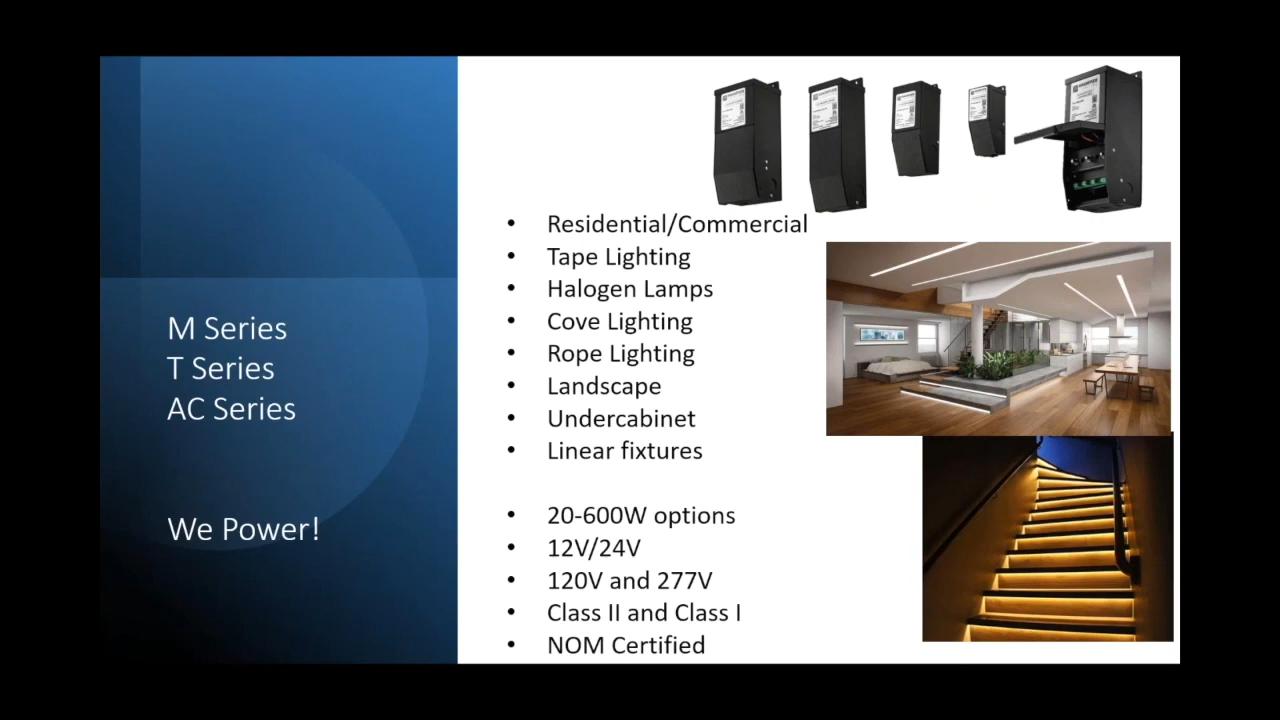 M Series
T Series
AC Series
We Power!
• Residential/Commercial
• Tape Lighting
• Halogen Lamps
• Cove Lighting
• Rope Lighting
• Landscape
• Undercabinet
• Linear fixtures
• 20-600W options
• 12V/24V
• 120V and 277V
• Class II and Class I
• NOM Certified